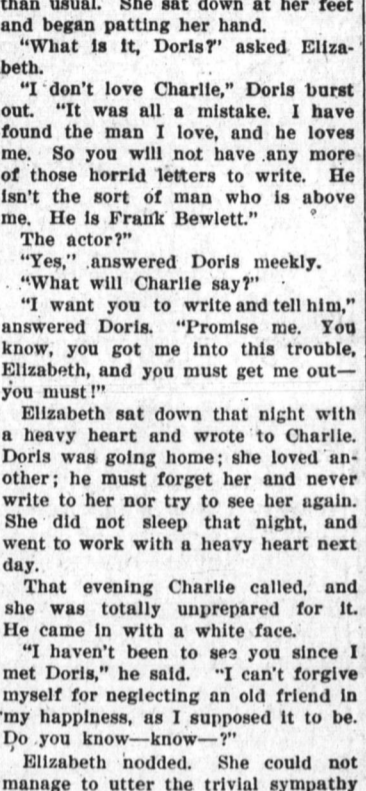 than usual. She sat down at her feet
and began patting her hand.
"What is it, Doris?" asked Eliza-
beth.
"I don't love Charlie," Doris burst
out. "It was all a mistake. I have
found the man I love, and he loves
me. So you will not have any more
of those horrid letters to write. He
isn't the sort of man who is above
me. He is Frank Bewlett."
The actor?"
"Yes," answered Doris meekly.
"What will Charlie say?"
"I want you to write and tell him,"
answered Doris. "Promise me. You
know, you got me into this trouble,
Elizabeth, and you must get me out—
you must!"
Elizabeth sat down that night with
a heavy heart and wrote to Charlie.
Doris was going home; she loved an-
other; he must forget her and never
write to her nor try to see her again.
She did not sleep that night, and
went to work with a heavy heart next
day.
That evening Charlie called, and
she was totally unprepared for it.
He came in with a white face.
"I haven't been to see you since I
met Doris," he said. "I can't forgive
myself for neglecting an old friend in
my happiness, as I supposed it to be.
Do you know—know—?"
Elizabeth nodded. She could not
manage to utter the trivial sympathy